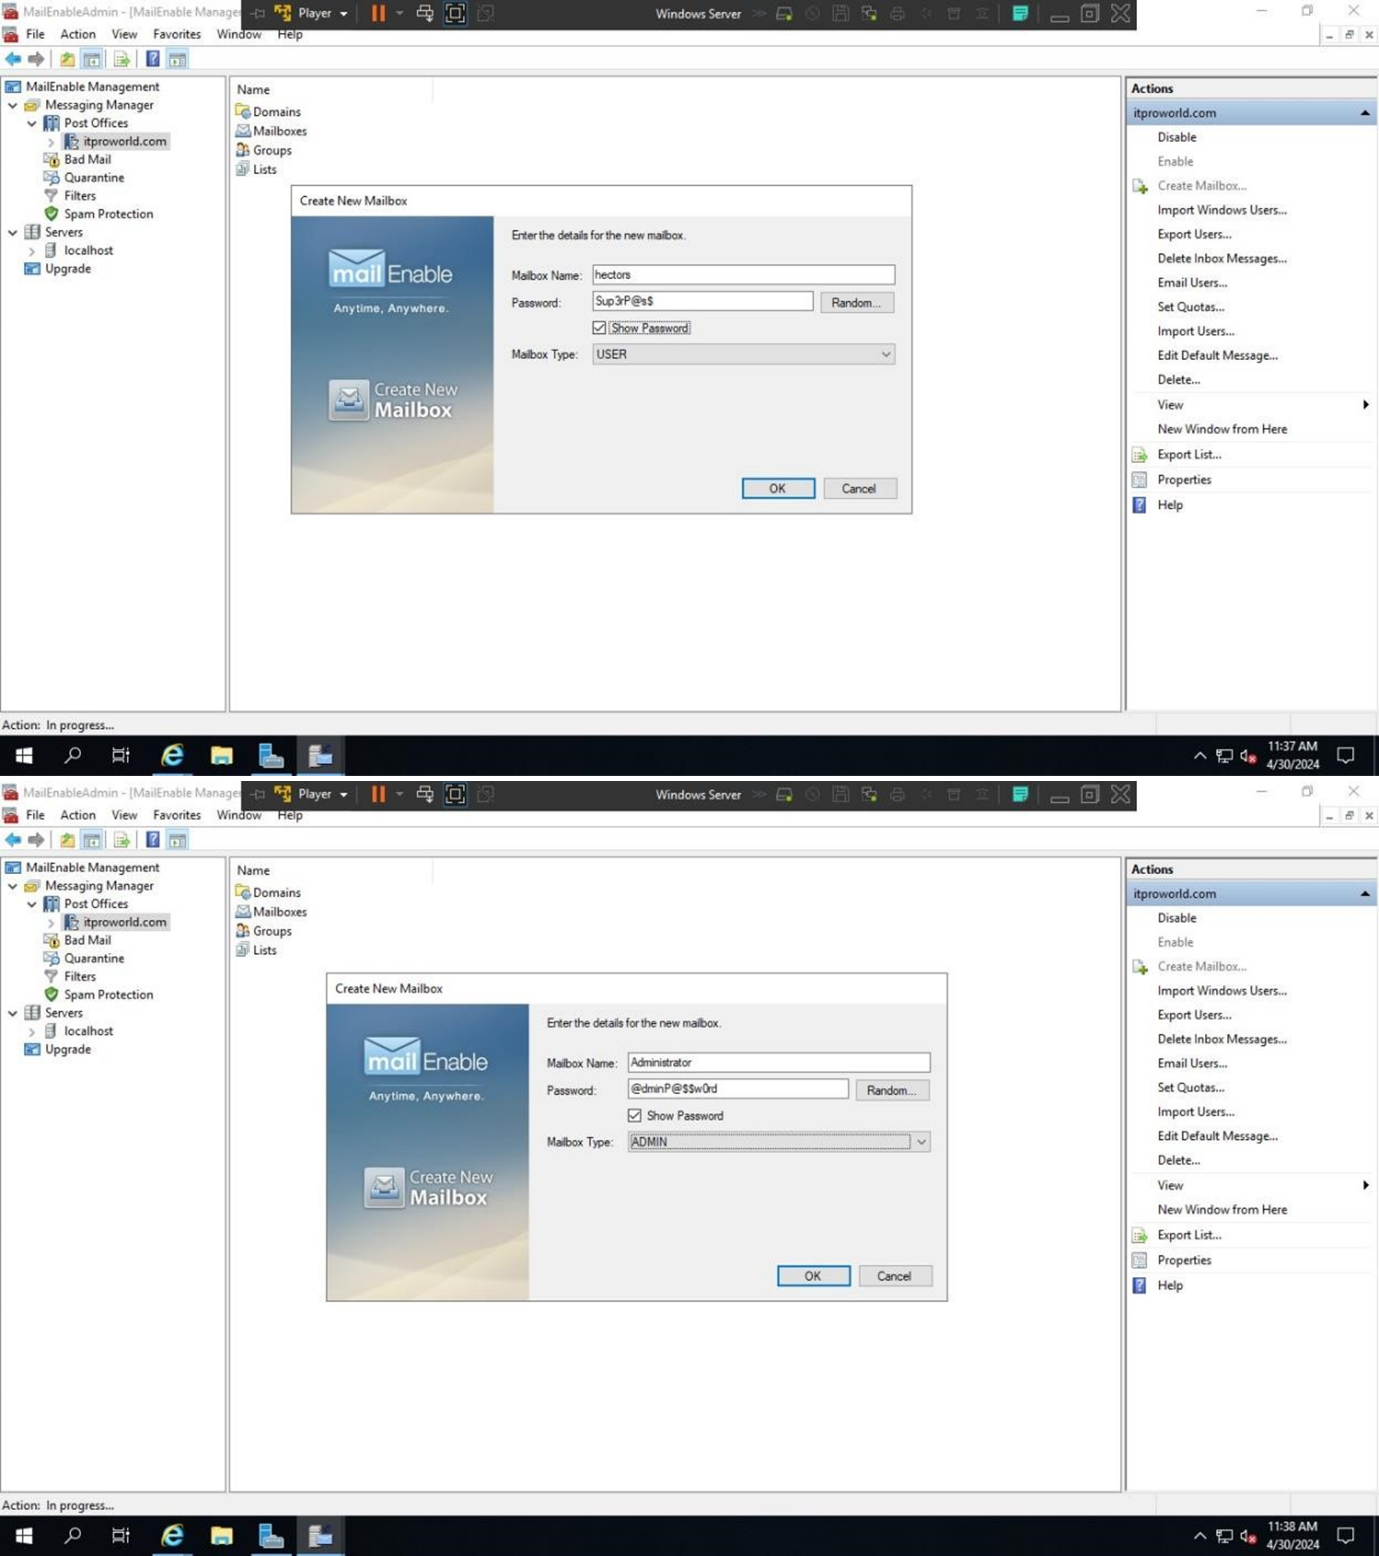 MailEnableAdmin - [MailEnable Manage
Player
Windows Server
File Action View Favorites Window Help
MailEnable Management
Messaging Manager
Post Offices
itproworld.com
Bad Mail
Quarantine
Filters
Spam Protection
Servers
localhost
Upgrade
Name
Domains
Mailboxes
Groups
Lists
Create New Mailbox
mail Enable
Anytime, Anywhere.
Create New
Mailbox
Enter the details for the new mailbox.
Mailbox Name: hectors
Password: Sup3rP@s$ Random...
Show Password
Mailbox Type: USER
OK Cancel
Actions
itproworld.com
Disable
Enable
Create Mailbox...
Import Windows Users...
Export Users...
Delete Inbox Messages...
Email Users...
Set Quotas...
Import Users...
Edit Default Message...
Delete...
View
New Window from Here
Export List...
Properties
Help
Action: In progress...
11:37 AM
4/30/2024
MailEnableAdmin - [MailEnable Manage
Player
Windows Server
File Action View Favorites Window Help
MailEnable Management
Messaging Manager
Post Offices
itproworld.com
Bad Mail
Quarantine
Filters
Spam Protection
Servers
localhost
Upgrade
Name
Domains
Mailboxes
Groups
Lists
Create New Mailbox
mail Enable
Anytime, Anywhere.
Create New
Mailbox
Enter the details for the new mailbox.
Mailbox Name: Administrator
Password: @dminP@$$w0rd Random...
Show Password
Mailbox Type: ADMIN
OK Cancel
Actions
itproworld.com
Disable
Enable
Create Mailbox...
Import Windows Users...
Export Users...
Delete Inbox Messages...
Email Users...
Set Quotas...
Import Users...
Edit Default Message...
Delete...
View
New Window from Here
Export List...
Properties
Help
Action: In progress...
11:38 AM
4/30/2024